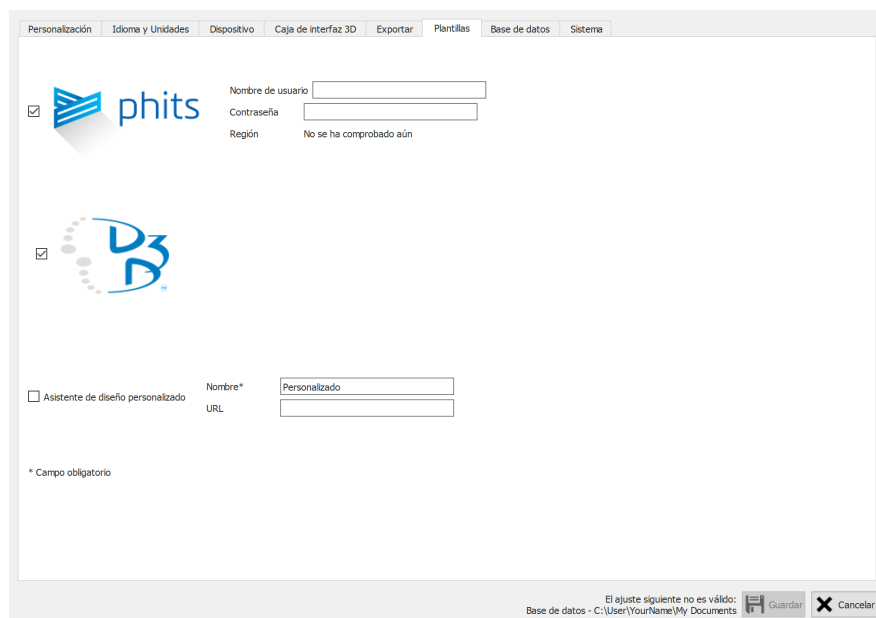 Personalización Idioma y Unidades Dispositivo Caja de interfaz 3D Exportar Plantillas Base de datos Sistema
phits
Nombre de usuario
Contraseña
Región No se ha comprobado aún
D3D
Nombre* Personalizado
Asistente de diseño personalizado
URL
* Campo obligatorio
El ajuste siguiente no es válido:
Base de datos - C:\User\YourName\My Documents
Guardar
Cancelar